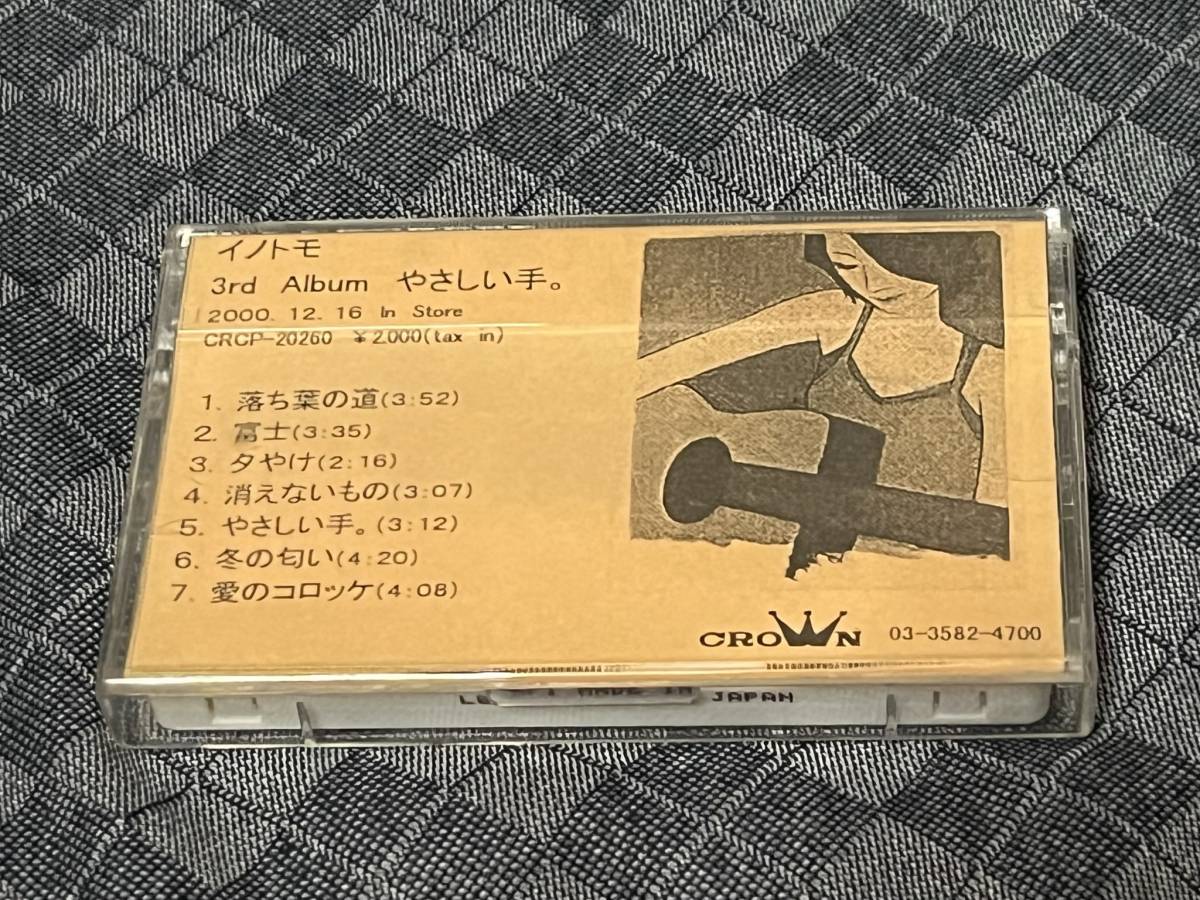 イノトモ
3rd Album やさしい手。
2000. 12. 16 In Store
CRCP-20260 ¥2,000(tax in)
1. 落ち葉の道(3:52)
2. 富士(3:35)
3. 夕やけ(2:16)
4. 消えないもの(3:07)
5. やさしい手。(3:12)
6. 冬の匂い(4:20)
7. 愛のコロッケ(4:08)
CROWN 03-3582-4700
MADE IN JAPAN